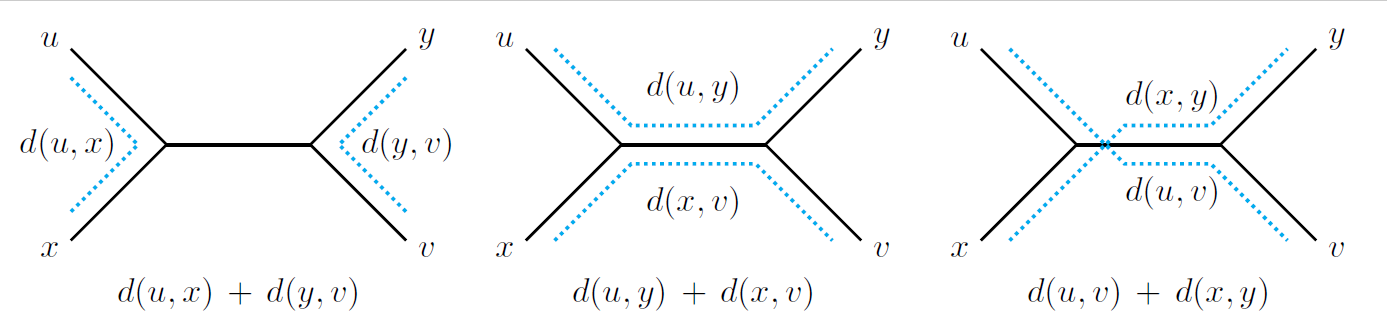 u y u y u y
d(u, y) d(x, y)
d(u, x) d(y, v)
d(x, v) d(u, v)
x v x v x v
d(u, x) + d(y, v) d(u, y) + d(x, v) d(u, v) + d(x, y)